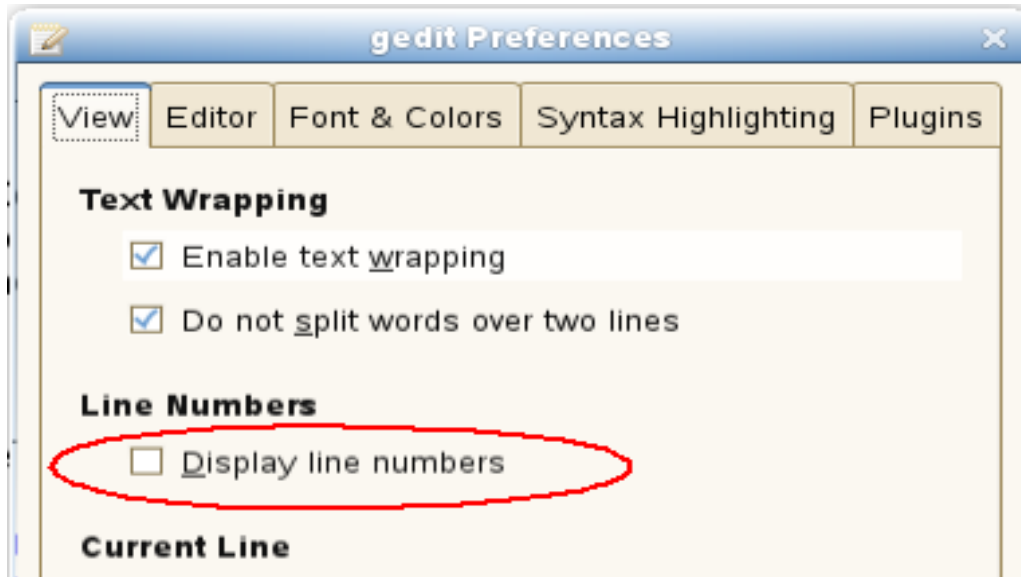 gedit Preferences
View Editor Font & Colors Syntax Highlighting Plugins
Text Wrapping
Enable text wrapping
Do not split words over two lines
Line Numbers
Display line numbers
Current Line